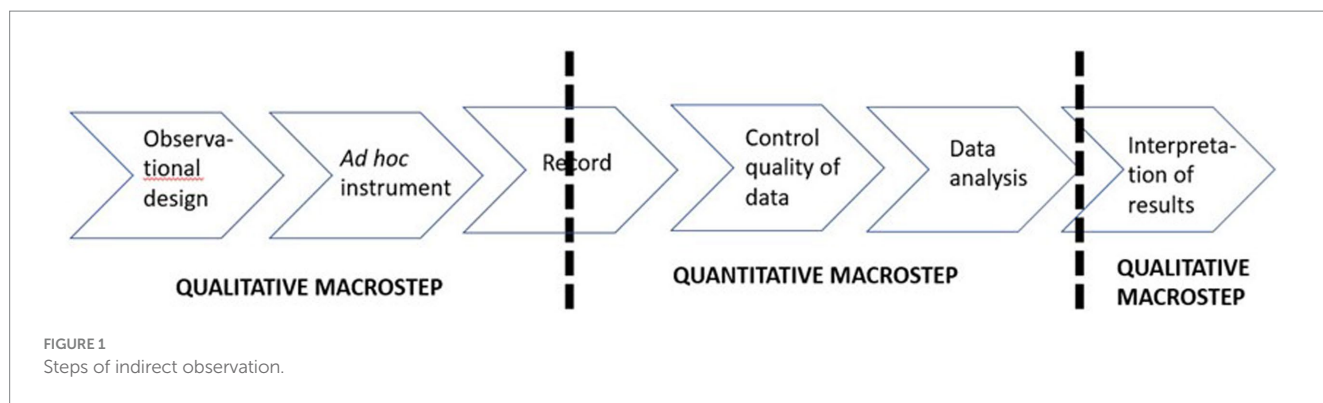 Observa-
tional
design
Ad hoc
instrument
Record
Control
quality of
data
Data
analysis
Interpreta-
tion of
results
QUALITATIVE MACROSTEP
QUANTITATIVE MACROSTEP
QUALITATIVE
MACROSTEP
FIGURE 1
Steps of indirect observation.